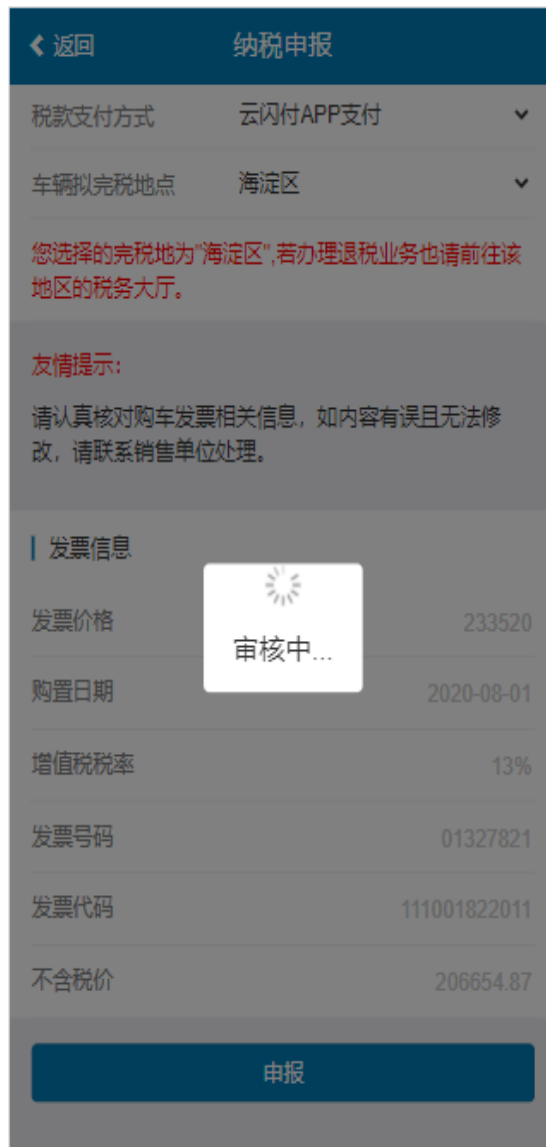 返回 纳税申报
税款支付方式 云闪付APP支付
车辆拟完税地点 海淀区
您选择的完税地为"海淀区",若办理退税业务也请前往该
地区的税务大厅。
友情提示:
请认真核对购车发票相关信息，如内容有误且无法修
改，请联系销售单位处理。
发票信息
发票价格 233520
审核中...
购置日期 2020-08-01
增值税税率 13%
发票号码 01327821
发票代码 111001822011
不含税价 206654.87
申报